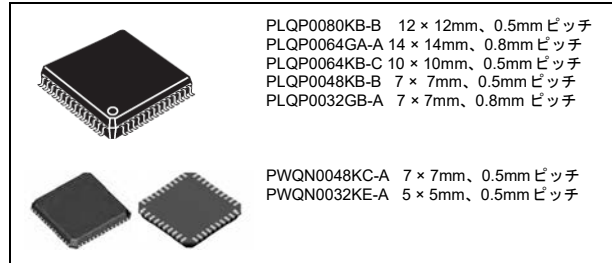 PLQP0080KB-B 12 × 12mm、0.5mm ピッチ
PLQP0064GA-A 14 × 14mm、0.8mm ピッチ
PLQP0064KB-C 10 × 10mm、0.5mm ピッチ
PLQP0048KB-B 7 × 7mm、0.5mm ピッチ
PLQP0032GB-A 7 × 7mm、0.8mm ピッチ
PWQN0048KC-A 7 × 7mm、0.5mm ピッチ
PWQN0032KE-A 5 × 5mm、0.5mm ピッチ